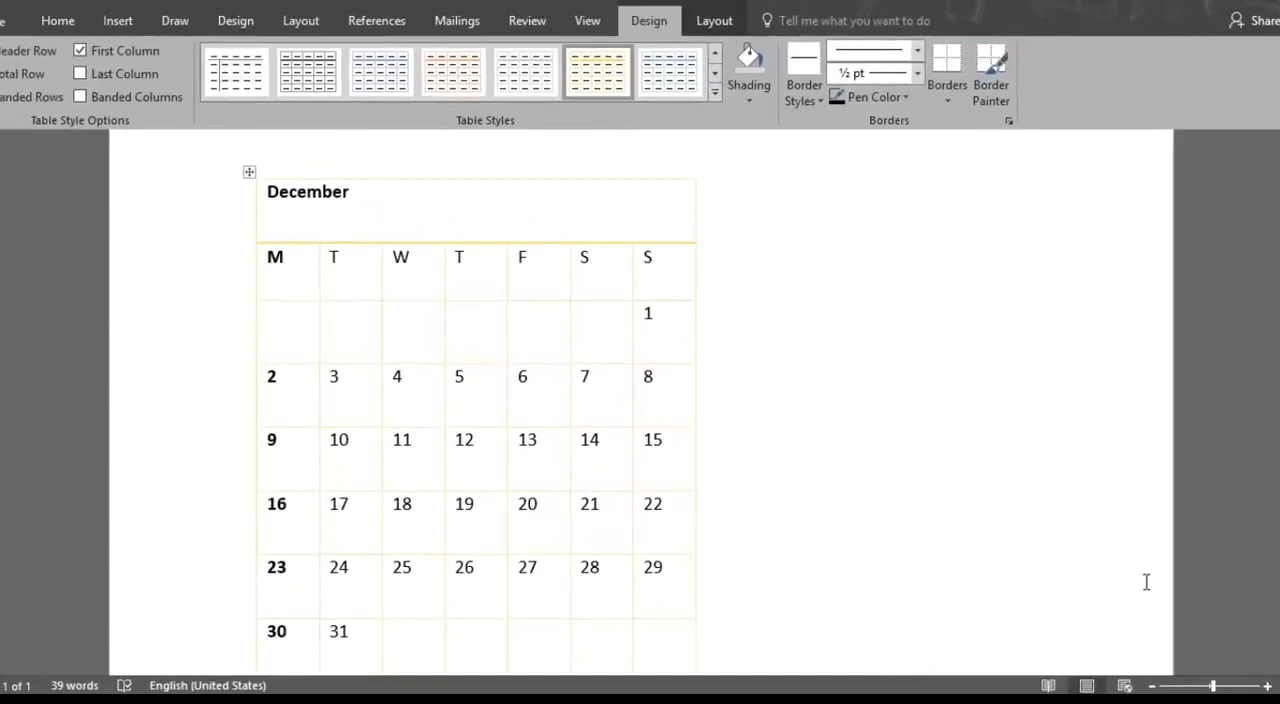 Home Insert Draw Design Layout References Mailings Review View Design Layout Tell me what you want to do Share
eader Row First Column
otal Row Last Column
anded Rows Banded Columns
Table Style Options
Table Styles
Shading
Border Styles
½ pt
Pen Color
Borders
Border Painter
Borders
December
M T W T F S S
1
2 3 4 5 6 7 8
9 10 11 12 13 14 15
16 17 18 19 20 21 22
23 24 25 26 27 28 29
30 31
1 of 1 39 words English (United States)